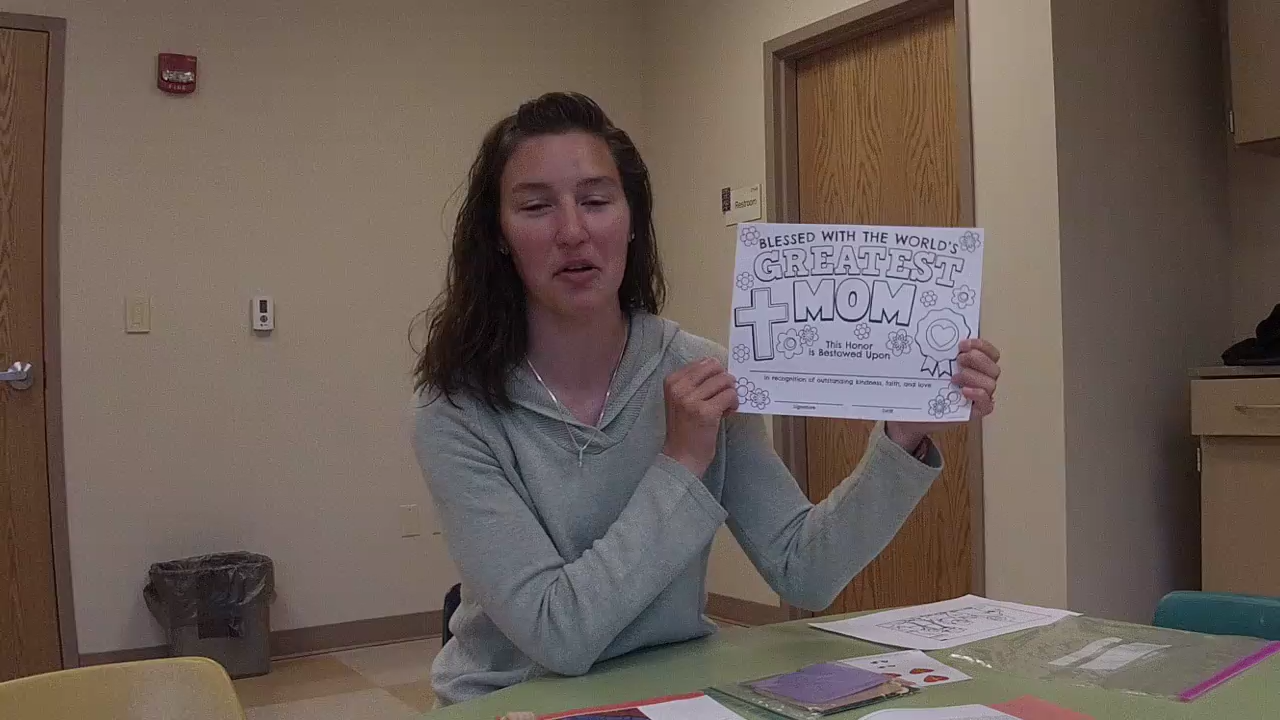 FIRE
Restroom
BLESSED WITH THE WORLD'S
GREATEST
MOM
This Honor
Is Bestowed Upon
in recognition of outstanding kindness, faith, and love
Signature
Date